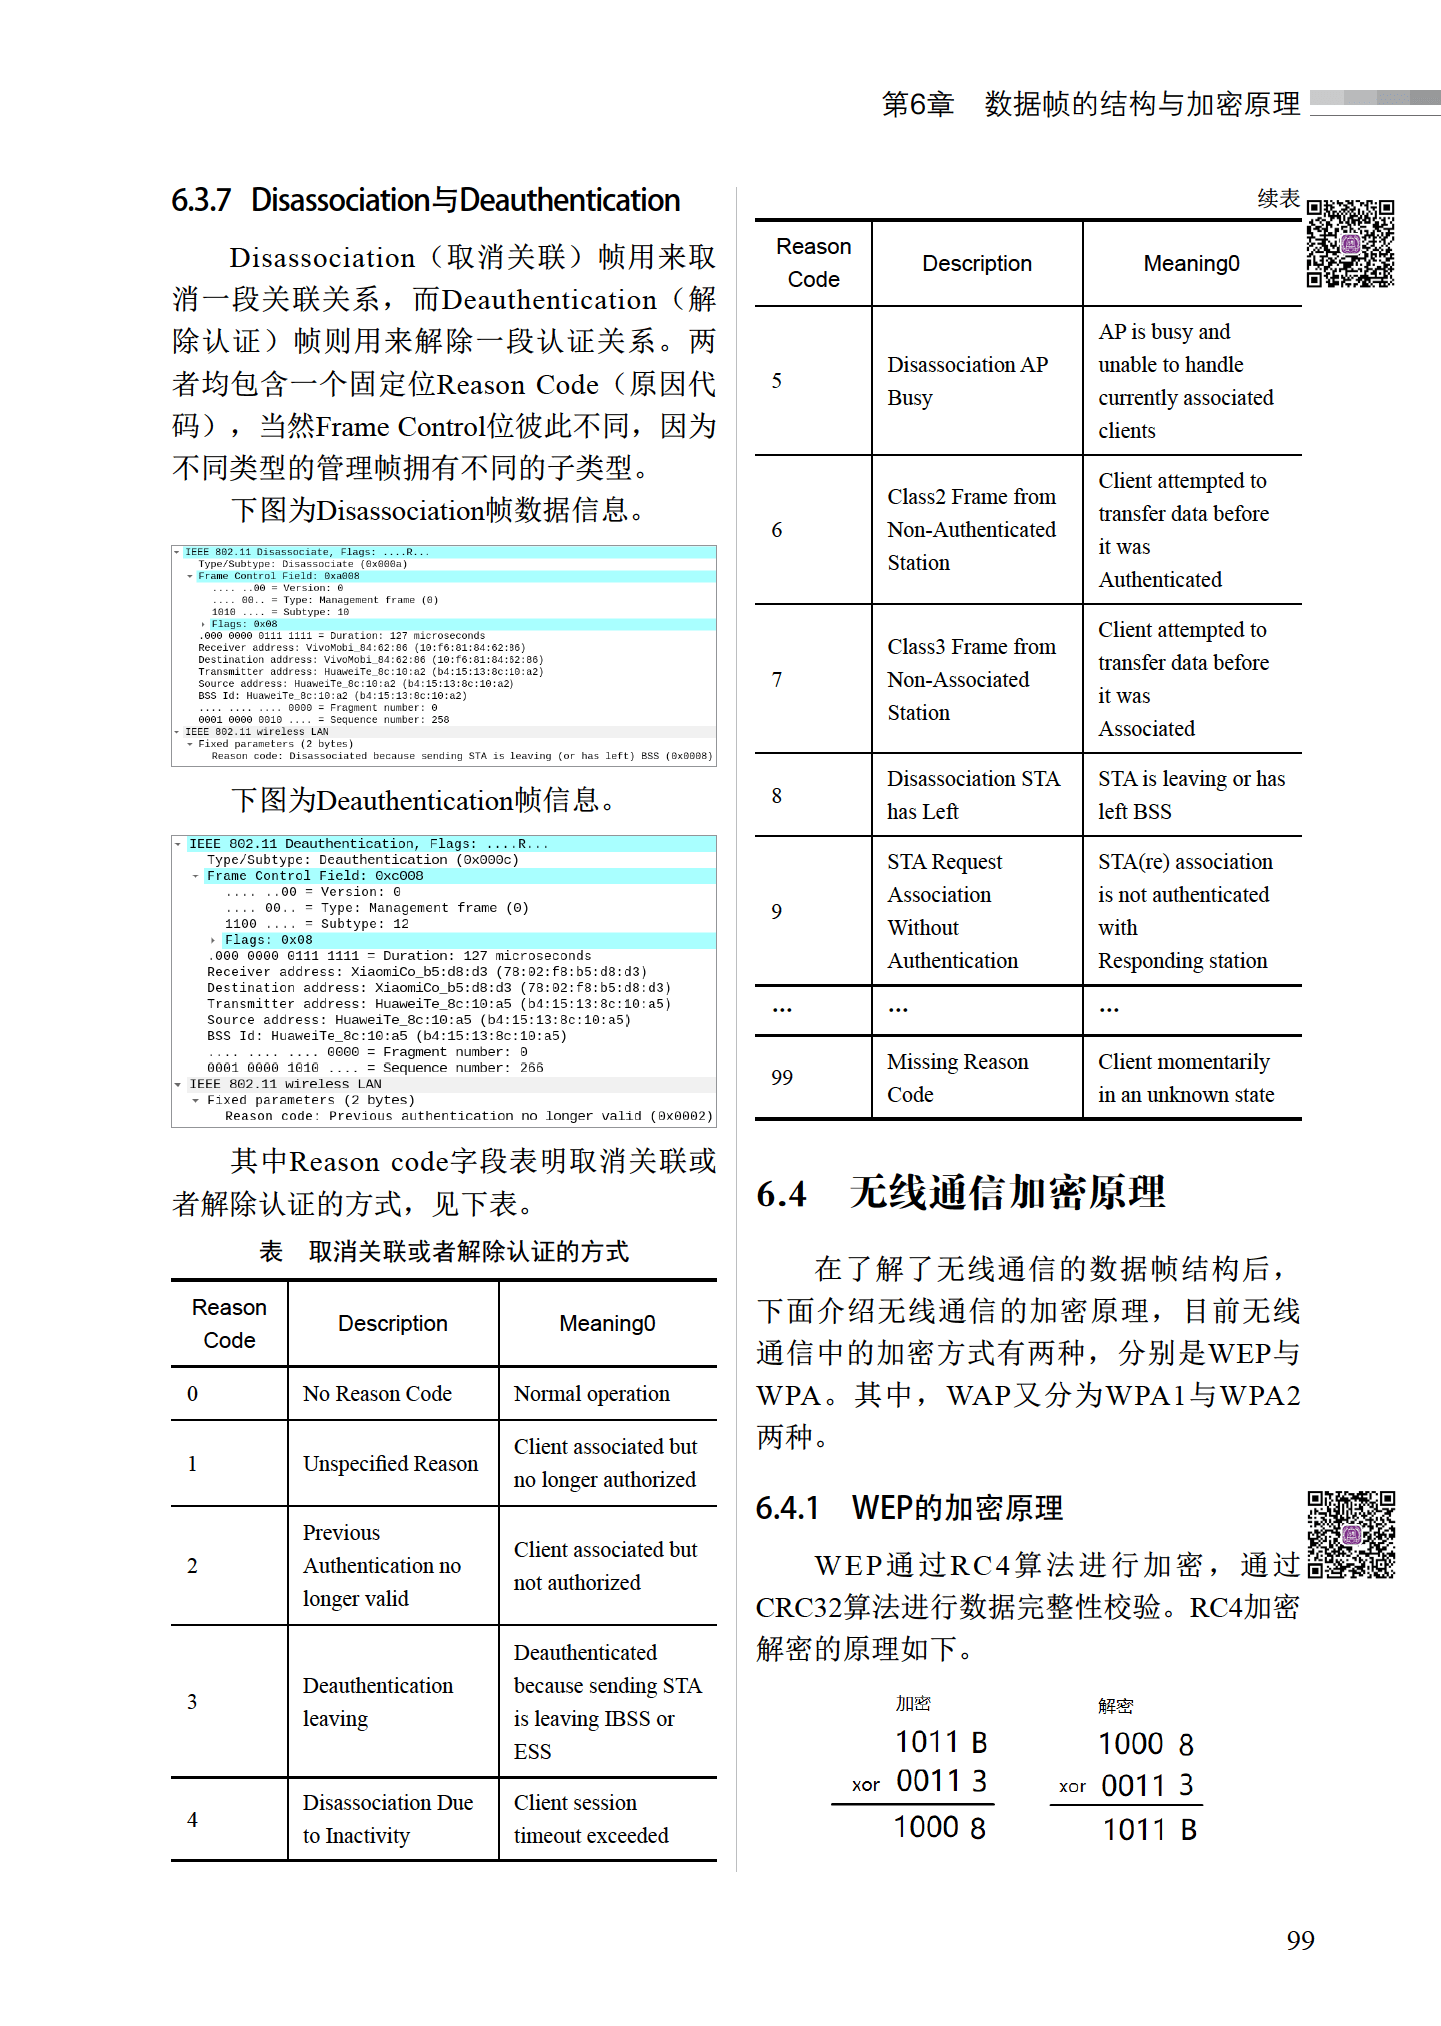 第6章 数据帧的结构与加密原理
6.3.7 Disassociation与Deauthentication
Disassociation（取消关联）帧用来取
消一段关联关系，而Deauthentication（解
除认证）帧则用来解除一段认证关系。两
者均包含一个固定位Reason Code（原因代
码），当然Frame Control位彼此不同，因为
不同类型的管理帧拥有不同的子类型。
下图为Disassociation帧数据信息。
IEEE 802.11 Disassociate, Flags: ....R...
Type/Subtype: Disassociate (0x000a)
Frame Control Field: 0xa008
.... ..00 = Version: 0
.... 00.. = Type: Management frame (0)
1010 .... = Subtype: 10
Flags: 0x08
.000 0000 0111 1111 = Duration: 127 microseconds
Receiver address: VivoMobi_84:62:86 (10:f6:81:84:62:86)
Destination address: VivoMobi_84:62:86 (10:f6:81:84:62:86)
Transmitter address: HuaweiTe_8c:10:a2 (b4:15:13:8c:10:a2)
Source address: HuaweiTe_8c:10:a2 (b4:15:13:8c:10:a2)
BSS Id: HuaweiTe_8c:10:a2 (b4:15:13:8c:10:a2)
.... .... .... 0000 = Fragment number: 0
0001 0000 0010 .... = Sequence number: 258
IEEE 802.11 wireless LAN
Fixed parameters (2 bytes)
Reason code: Disassociated because sending STA is leaving (or has left) BSS (0x0008)
下图为Deauthentication帧信息。
IEEE 802.11 Deauthentication, Flags: ....R...
Type/Subtype: Deauthentication (0x000c)
Frame Control Field: 0xc008
.... ..00 = Version: 0
.... 00.. = Type: Management frame (0)
1100 .... = Subtype: 12
Flags: 0x08
.000 0000 0111 1111 = Duration: 127 microseconds
Receiver address: XiaomiCo_b5:d8:d3 (78:02:f8:b5:d8:d3)
Destination address: XiaomiCo_b5:d8:d3 (78:02:f8:b5:d8:d3)
Transmitter address: HuaweiTe_8c:10:a5 (b4:15:13:8c:10:a5)
Source address: HuaweiTe_8c:10:a5 (b4:15:13:8c:10:a5)
BSS Id: HuaweiTe_8c:10:a5 (b4:15:13:8c:10:a5)
.... .... .... 0000 = Fragment number: 0
0001 0000 1010 .... = Sequence number: 266
IEEE 802.11 wireless LAN
Fixed parameters (2 bytes)
Reason code: Previous authentication no longer valid (0x0002)
其中Reason code字段表明取消关联或
者解除认证的方式，见下表。
表 取消关联或者解除认证的方式
Reason
Code
Description
Meaning0
0
No Reason Code
Normal operation
1
Unspecified Reason
Client associated but
no longer authorized
2
Previous
Authentication no
longer valid
Client associated but
not authorized
3
Deauthentication
leaving
Deauthenticated
because sending STA
is leaving IBSS or
ESS
4
Disassociation Due
to Inactivity
Client session
timeout exceeded
续表
Reason
Code
Description
Meaning0
5
Disassociation AP
Busy
AP is busy and
unable to handle
currently associated
clients
6
Class2 Frame from
Non-Authenticated
Station
Client attempted to
transfer data before
it was
Authenticated
7
Class3 Frame from
Non-Associated
Station
Client attempted to
transfer data before
it was
Associated
8
Disassociation STA
has Left
STA is leaving or has
left BSS
9
STA Request
Association
Without
Authentication
STA(re) association
is not authenticated
with
Responding station
…
…
…
99
Missing Reason
Code
Client momentarily
in an unknown state
6.4 无线通信加密原理
在了解了无线通信的数据帧结构后，
下面介绍无线通信的加密原理，目前无线
通信中的加密方式有两种，分别是WEP与
WPA。其中，WAP又分为WPA1与WPA2
两种。
6.4.1 WEP的加密原理
WEP通过RC4算法进行加密，通过
CRC32算法进行数据完整性校验。RC4加密
解密的原理如下。
加密
1011 B
xor 0011 3
1000 8
解密
1000 8
xor 0011 3
1011 B
99